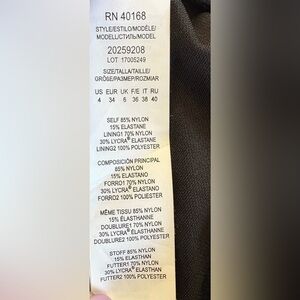 RN 40168
STYLE/ESTILO/MODÈLE/
MODELL/СТИЛЬ/MODEL
20259208
LOT 17005249
SIZE/TALLA/TAILLE/
GRÖSSE/РАЗМЕР/ROZMIAR
US EUR UK F/E IT RU
4 34 6 36 38 40
SELF 85% NYLON
15% ELASTANE
LINING1 70% NYLON
30% LYCRA® ELASTANE
LINING2 100% POLYESTER
COMPOSICIÓN PRINCIPAL
85% NYLON
15% ELASTANO
FORRO1 70% NYLON
30% LYCRA® ELASTANO
FORRO2 100% POLYESTER
MÊME TISSU 85% NYLON
15% ÉLASTHANNE
DOUBLURE1 70% NYLON
30% LYCRA® ÉLASTHANNE
DOUBLURE2 100% POLYESTER
STOFF 85% NYLON
15% ELASTHAN
FUTTER1 70% NYLON
30% LYCRA® ELASTHAN
FUTTER2 100% POLYESTER